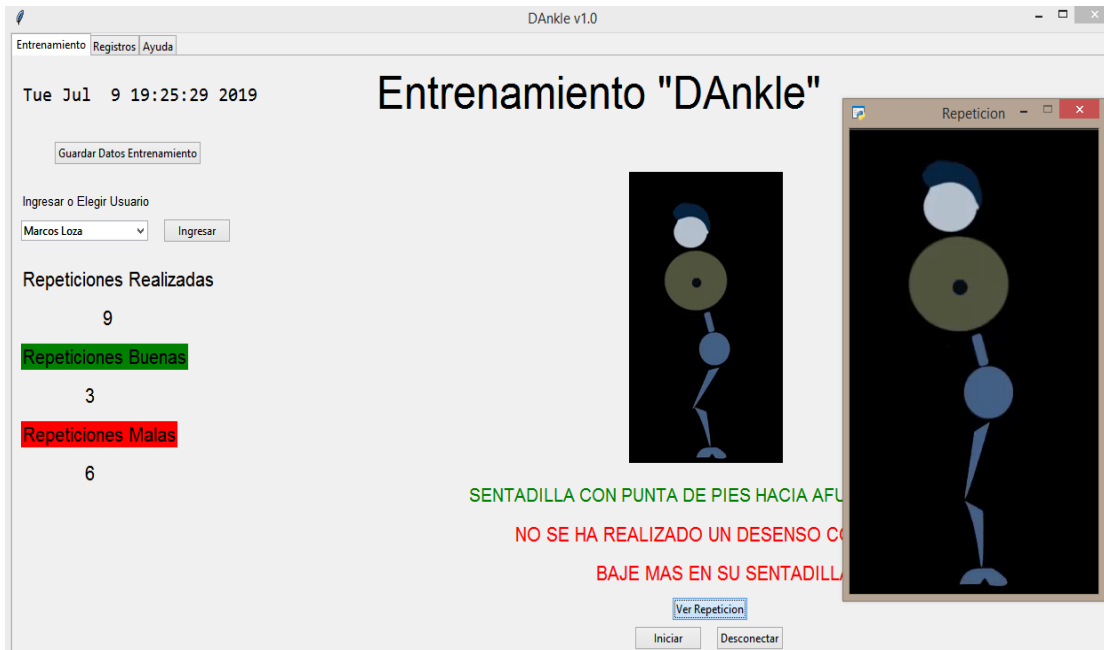 DAnkle v1.0
Entrenamiento Registros Ayuda
Tue Jul 9 19:25:29 2019
Entrenamiento "DAnkle"
Guardar Datos Entrenamiento
Ingresar o Elegir Usuario
Marcos Loza
Ingresar
Repeticiones Realizadas
9
Repeticiones Buenas
3
Repeticiones Malas
6
Repeticion
SENTADILLA CON PUNTA DE PIES HACIA AFU
NO SE HA REALIZADO UN DESENSO CO
BAJE MAS EN SU SENTADILLA
Ver Repeticion
Iniciar Desconectar